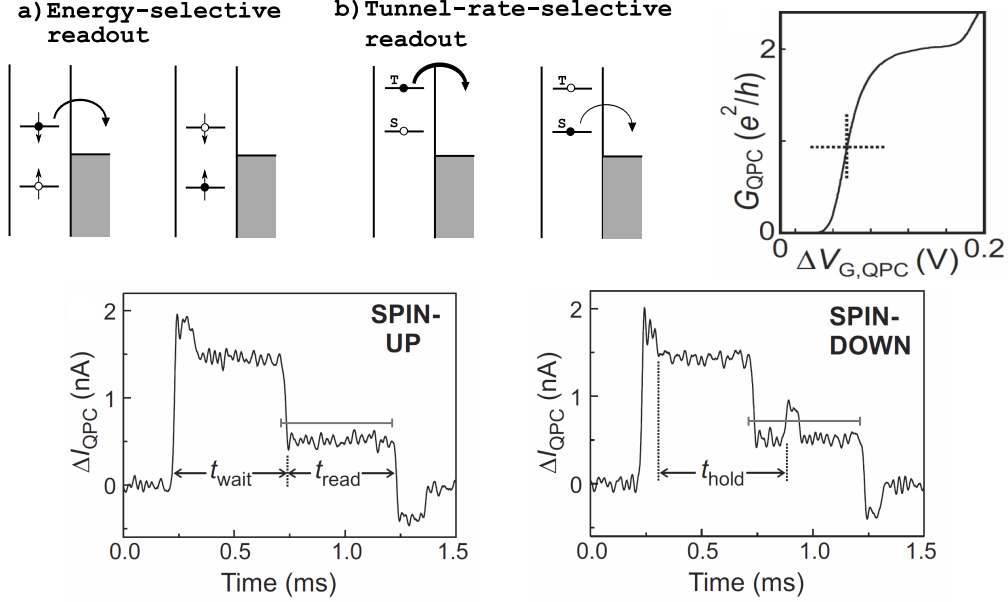 a) Energy-selective
readout
b) Tunnel-rate-selective
readout
T
S
T
S
2
0
G_QPC (e²/h)
0
0.2
ΔV_G,QPC (V)
SPIN-
UP
2
1
0
ΔI_QPC (nA)
t_wait
t_read
0.0
0.5
1.0
1.5
Time (ms)
SPIN-
DOWN
2
1
0
ΔI_QPC (nA)
t_hold
0.0
0.5
1.0
1.5
Time (ms)